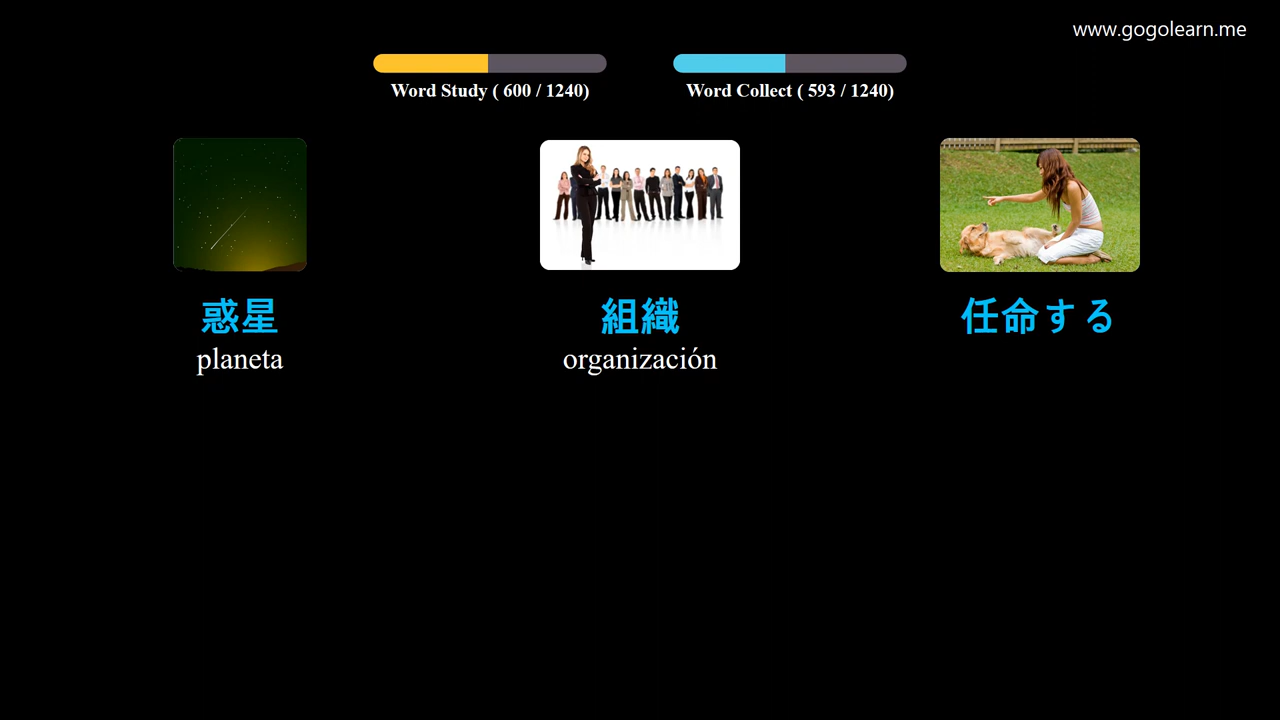 www.gogolearn.me
Word Study ( 600 / 1240)
Word Collect ( 593 / 1240)
惑星
planeta
組織
organización
任命する